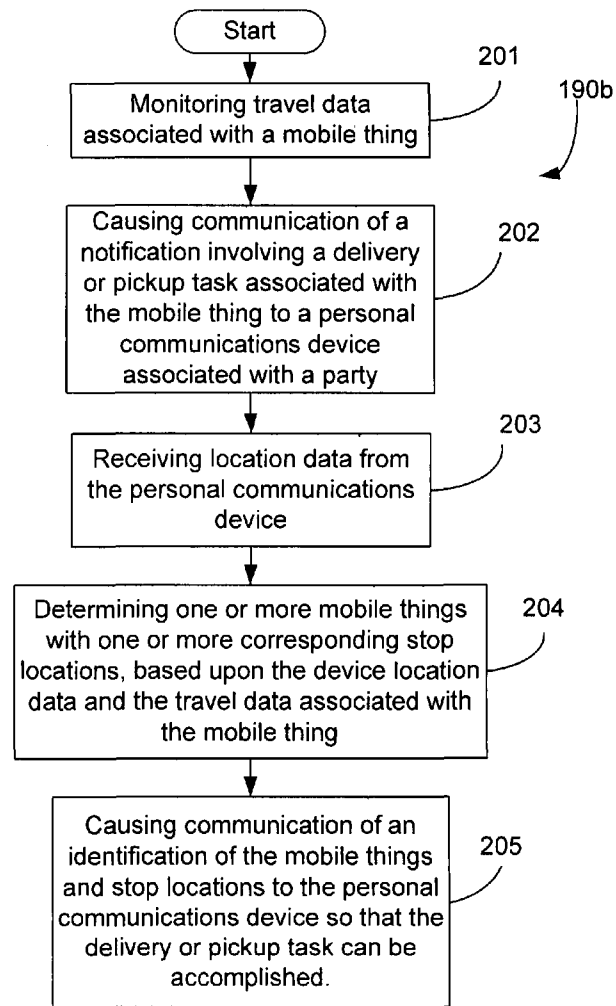 Start
201
190b
Monitoring travel data
associated with a mobile thing
202
Causing communication of a
notification involving a delivery
or pickup task associated with
the mobile thing to a personal
communications device
associated with a party
203
Receiving location data from
the personal communications
device
204
Determining one or more mobile things
with one or more corresponding stop
locations, based upon the device location
data and the travel data associated with
the mobile thing
205
Causing communication of an
identification of the mobile things
and stop locations to the personal
communications device so that the
delivery or pickup task can be
accomplished.